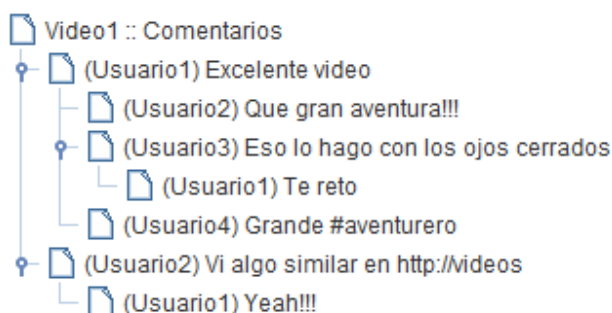 Video1 :: Comentarios
(Usuario1) Excelente video
(Usuario2) Que gran aventura!!!
(Usuario3) Eso lo hago con los ojos cerrados
(Usuario1) Te reto
(Usuario4) Grande #aventurero
(Usuario2) Vi algo similar en http://videos
(Usuario1) Yeah!!!